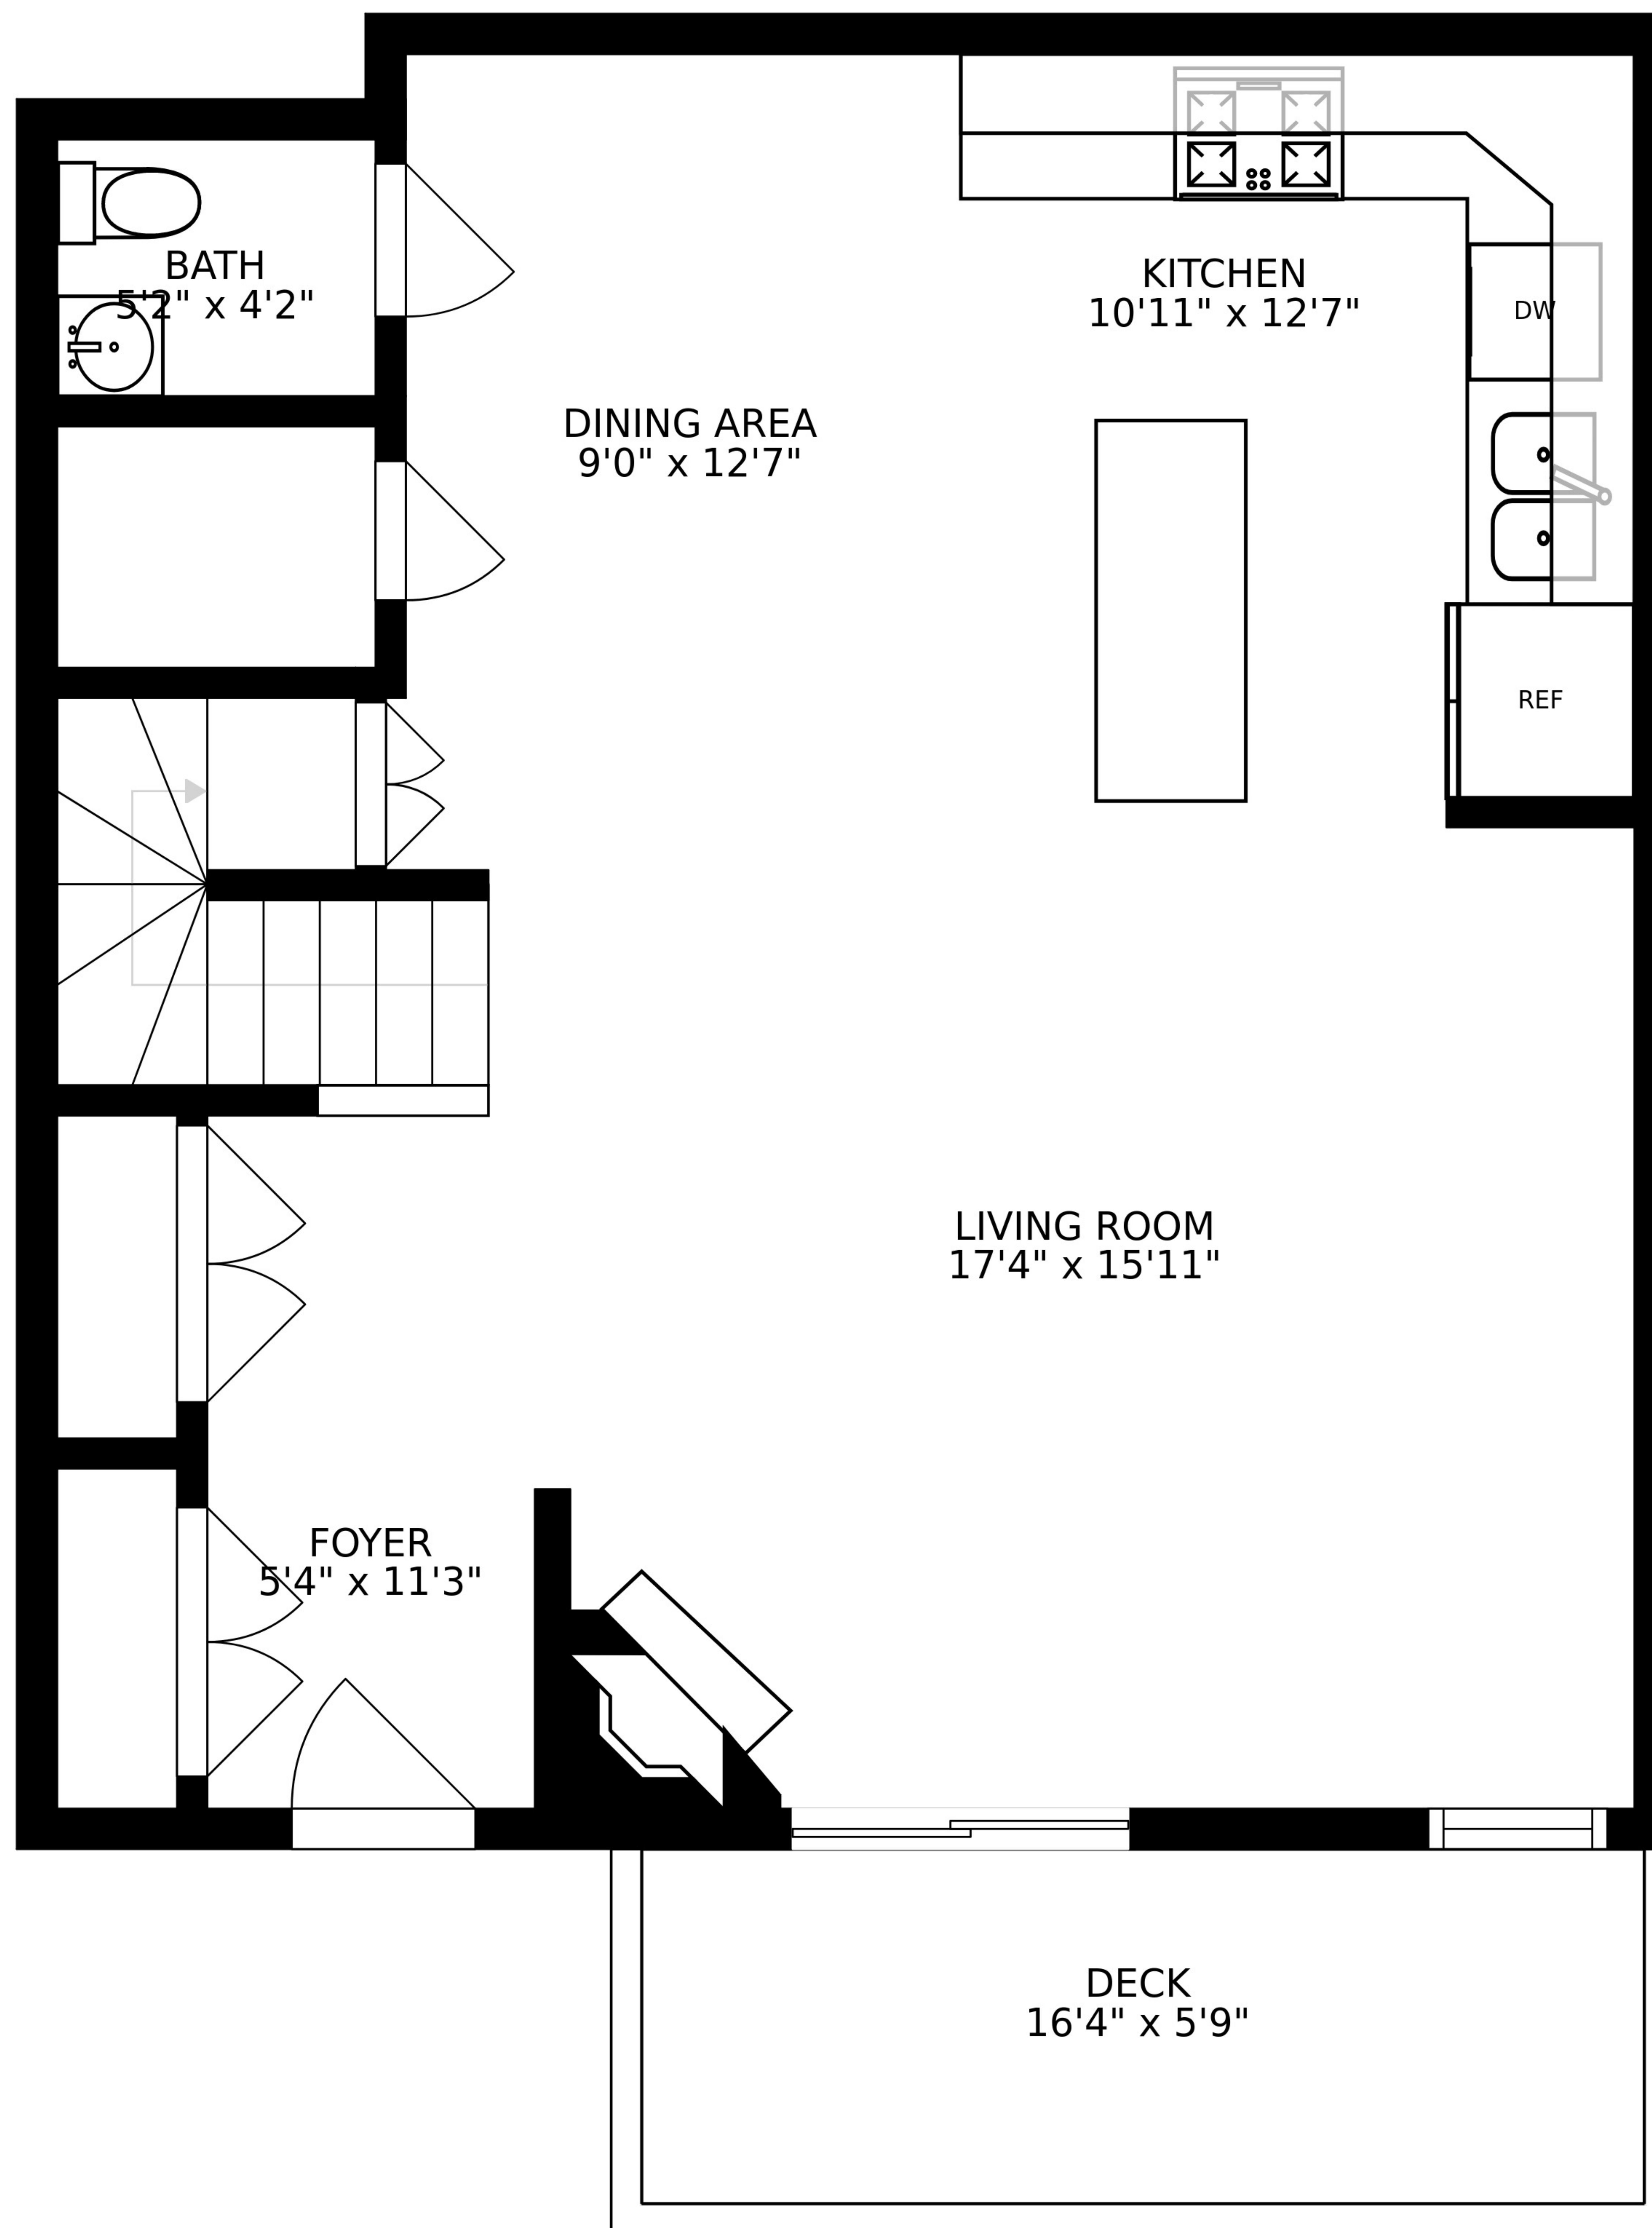 BATH
5'2" x 4'2"
KITCHEN
10'11" x 12'7"
DW
DINING AREA
9'0" x 12'7"
REF
LIVING ROOM
17'4" x 15'11"
FOYER
5'4" x 11'3"
DECK
16'4" x 5'9"